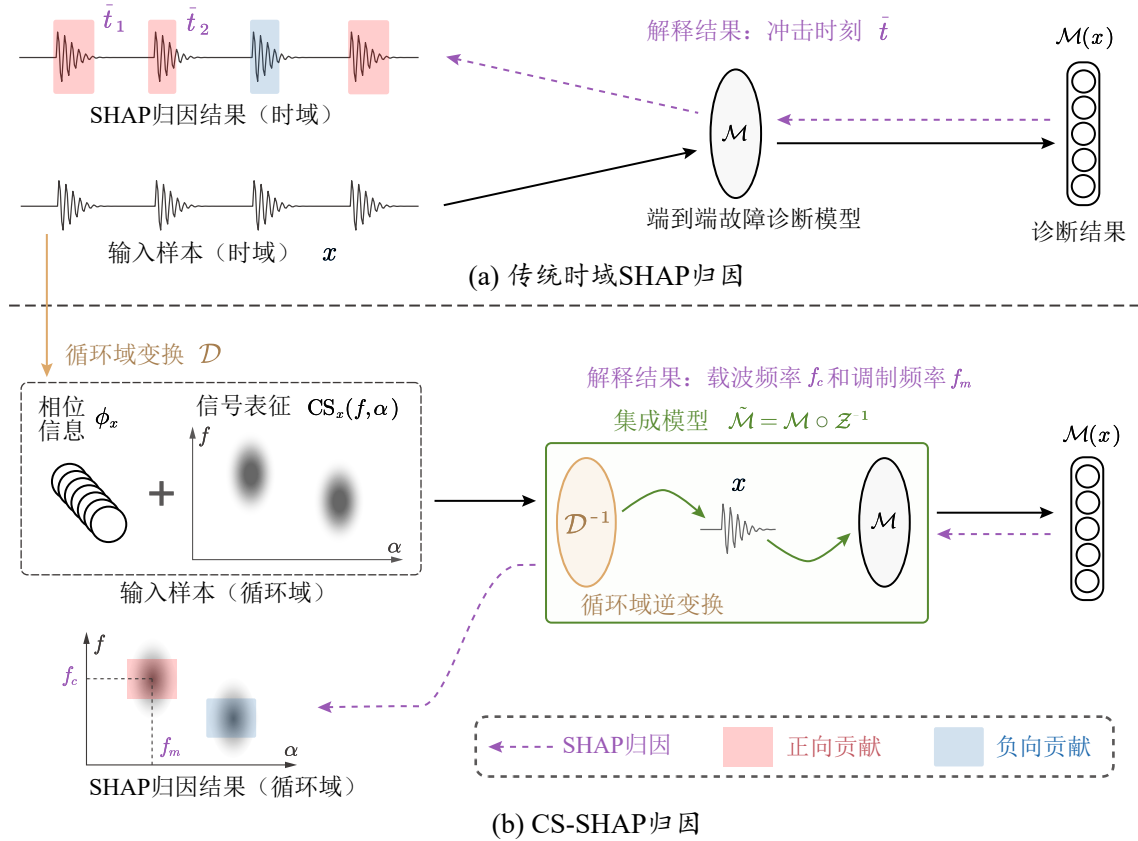 t̄₁ t̄₂
SHAP归因结果（时域）
解释结果：冲击时刻 t̄
ℳ(x)
ℳ
端到端故障诊断模型
诊断结果
输入样本（时域） x
(a) 传统时域SHAP归因
循环域变换 𝒟
解释结果：载波频率 f_c 和调制频率 f_m
集成模型 ℳ̃ = ℳ ∘ 𝒵⁻¹
相位
信息 ϕₓ
信号表征 CSₓ(f, α)
f
α
输入样本（循环域）
𝒟⁻¹
x
ℳ
循环域逆变换
ℳ(x)
f
f_c
f_m
α
SHAP归因结果（循环域）
SHAP归因
正向贡献
负向贡献
(b) CS-SHAP归因